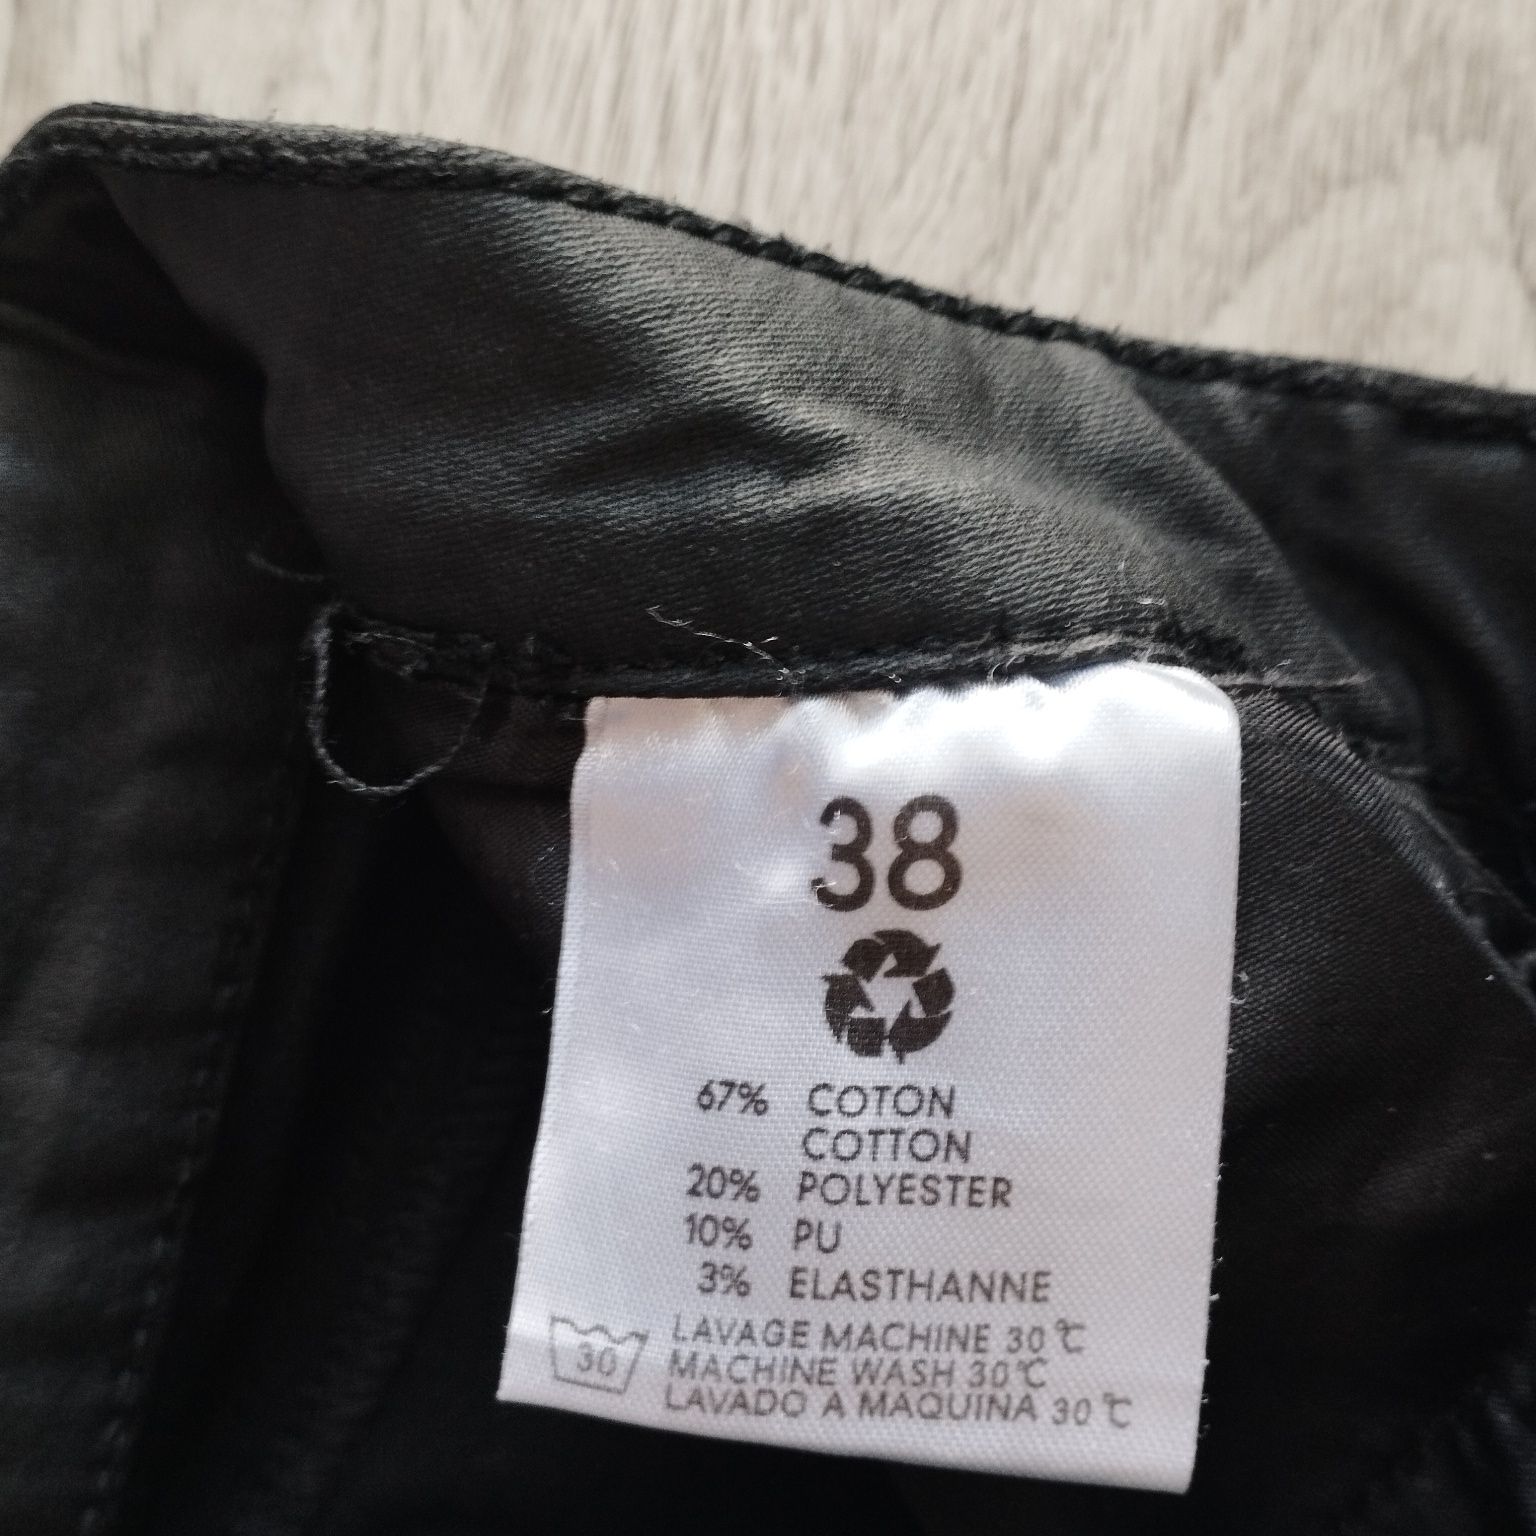 38
67% COTON
COTTON
20% POLYESTER
10% PU
3% ELASTHANNE
30
LAVAGE MACHINE 30℃
MACHINE WASH 30℃
LAVADO A MAQUINA 30℃